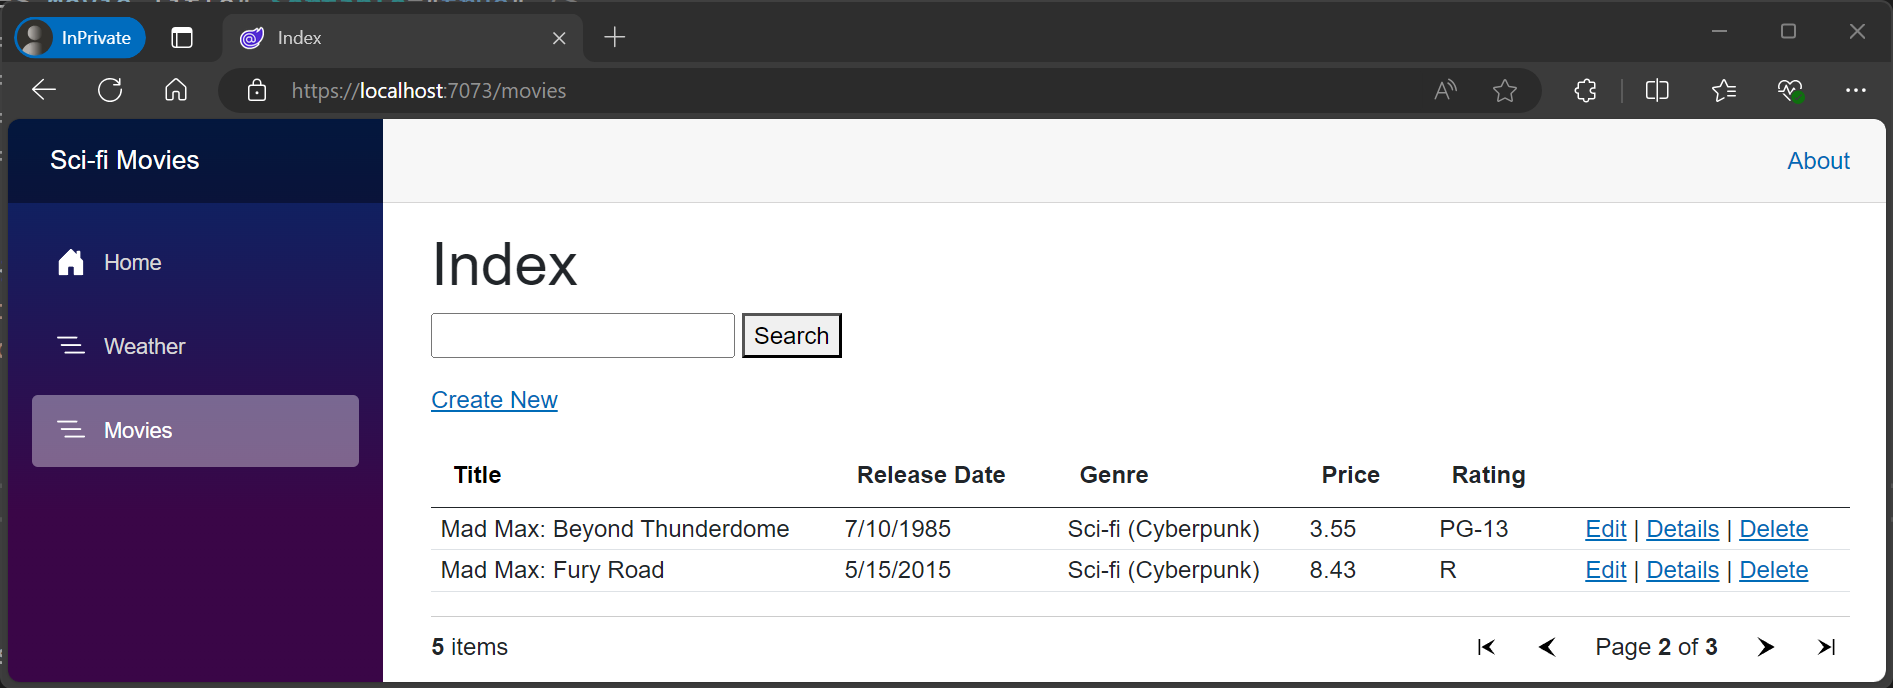 InPrivate
Index
https://localhost:7073/movies
Sci-fi Movies
About
Home
Weather
Movies
Index
Search
Create New
Title Release Date Genre Price Rating
Mad Max: Beyond Thunderdome 7/10/1985 Sci-fi (Cyberpunk) 3.55 PG-13 Edit | Details | Delete
Mad Max: Fury Road 5/15/2015 Sci-fi (Cyberpunk) 8.43 R Edit | Details | Delete
5 items Page 2 of 3